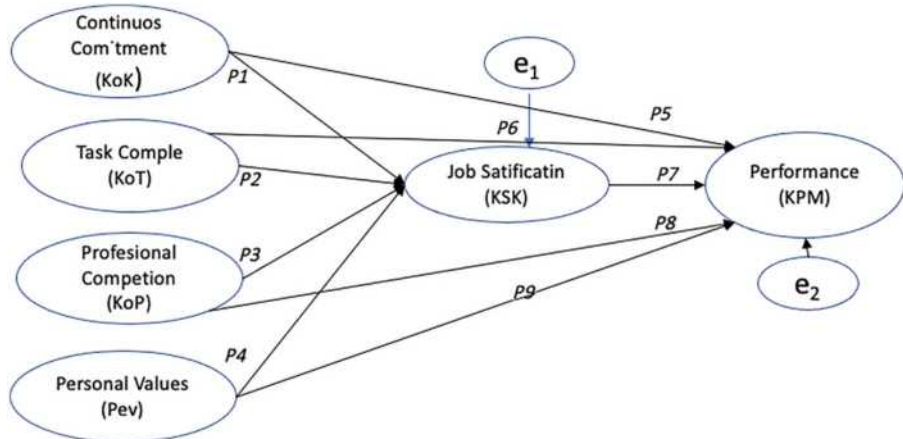 Continuos
Com`tment
(KoK)
P1
e1
P5
P6
Task Comple
(KoT)
P2
Job Satificatin
(KSK)
P7
Performance
(KPM)
Profesional
Competion
(KoP)
P3
P8
e2
P9
P4
Personal Values
(Pev)